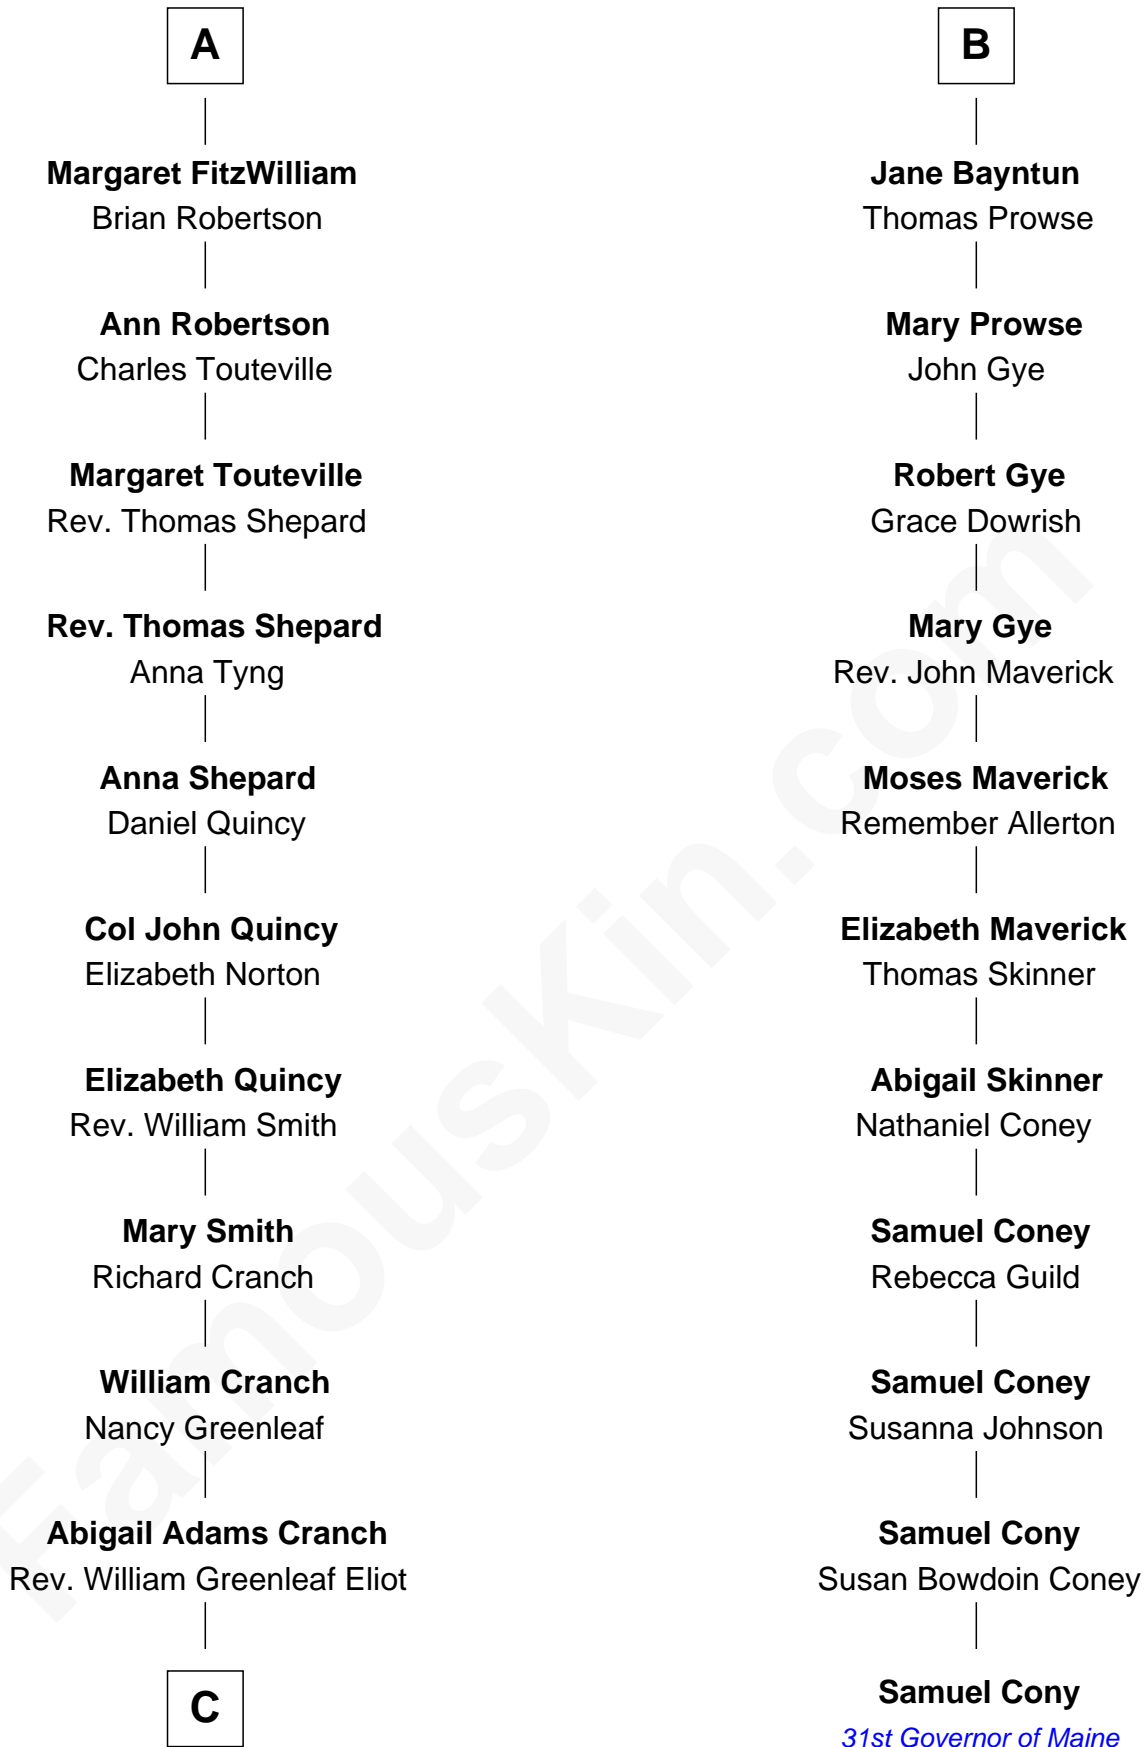 A
Margaret FitzWilliam
Brian Robertson
Ann Robertson
Charles Touteville
Margaret Touteville
Rev. Thomas Shepard
Rev. Thomas Shepard
Anna Tyng
Anna Shepard
Daniel Quincy
Col John Quincy
Elizabeth Norton
Elizabeth Quincy
Rev. William Smith
Mary Smith
Richard Cranch
William Cranch
Nancy Greenleaf
Abigail Adams Cranch
Rev. William Greenleaf Eliot
C
B
Jane Bayntun
Thomas Prowse
Mary Prowse
John Gye
Robert Gye
Grace Dowrish
Mary Gye
Rev. John Maverick
Moses Maverick
Remember Allerton
Elizabeth Maverick
Thomas Skinner
Abigail Skinner
Nathaniel Coney
Samuel Coney
Rebecca Guild
Samuel Coney
Susanna Johnson
Samuel Cony
Susan Bowdoin Coney
Samuel Cony
31st Governor of Maine
FamousKin.com